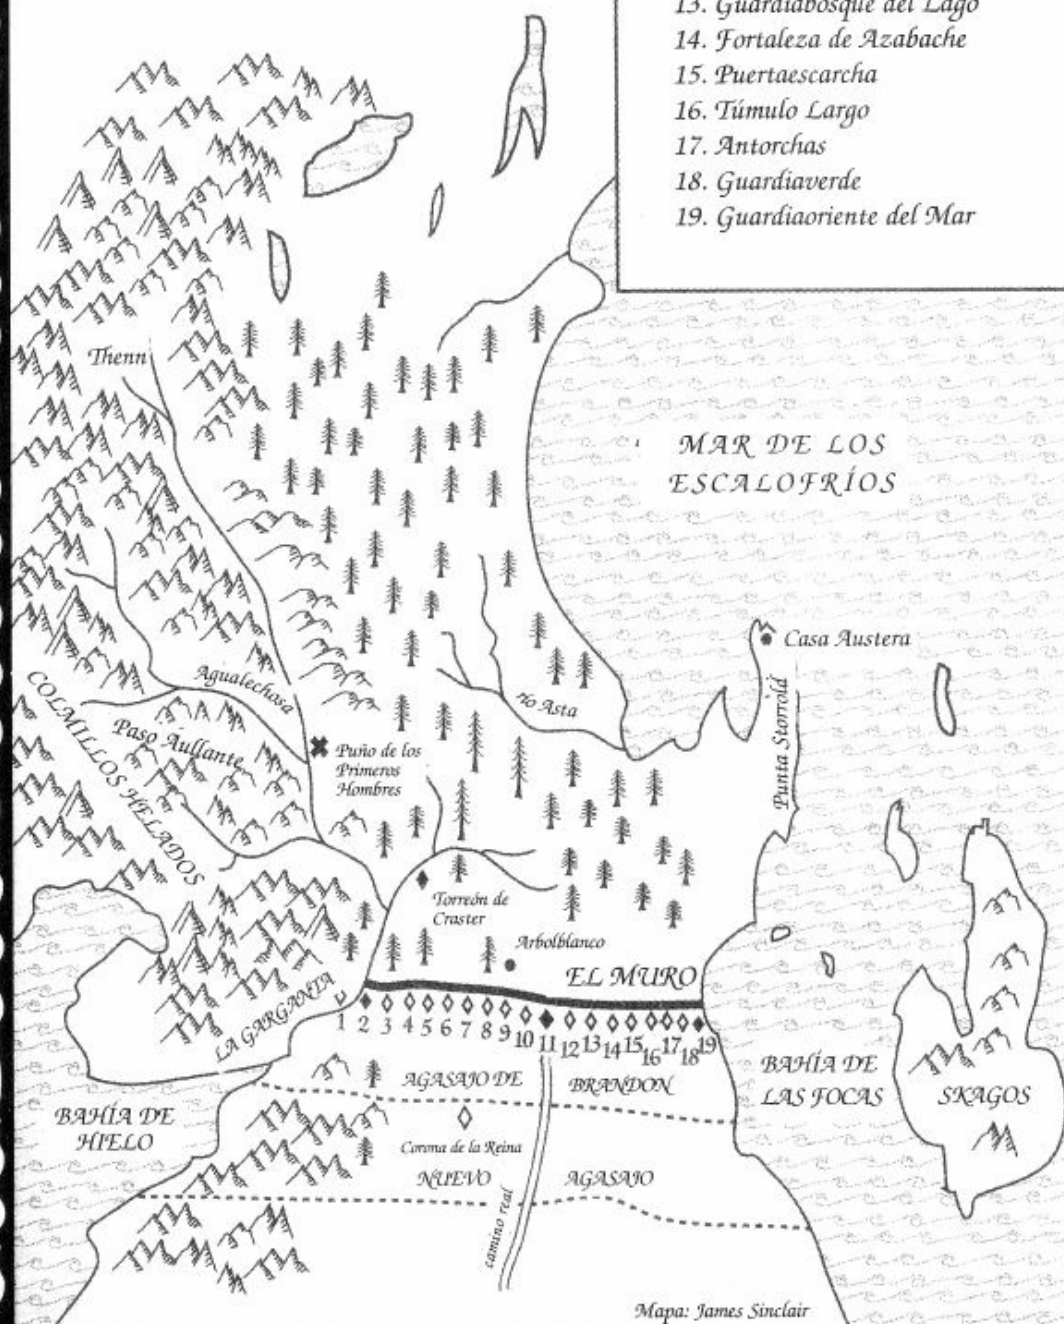 13. Guardiabosque del Lago
14. Fortaleza de Azabache
15. Puertaescarcha
16. Túmulo Largo
17. Antorchas
18. Guardiaverde
19. Guardiaoriente del Mar
Thenn
MAR DE LOS
ESCALOFRÍOS
Casa Austera
Agualechosa
río Asta
COLMILLOS HELADOS
Paso Aullante
Puño de los
Primeros
Hombres
Punta Storrold
Torreón de
Craster
Arbolblanco
EL MURO
LA GARGANTA
1 2 3 4 5 6 7 8 9 10 11 12 13 14 15 16 17 18 19
AGASAJO DE BRANDON
BAHÍA DE
LAS FOCAS
SKAGOS
BAHÍA DE
HIELO
Corona de la Reina
NUEVO AGASAJO
camino real
Mapa: James Sinclair